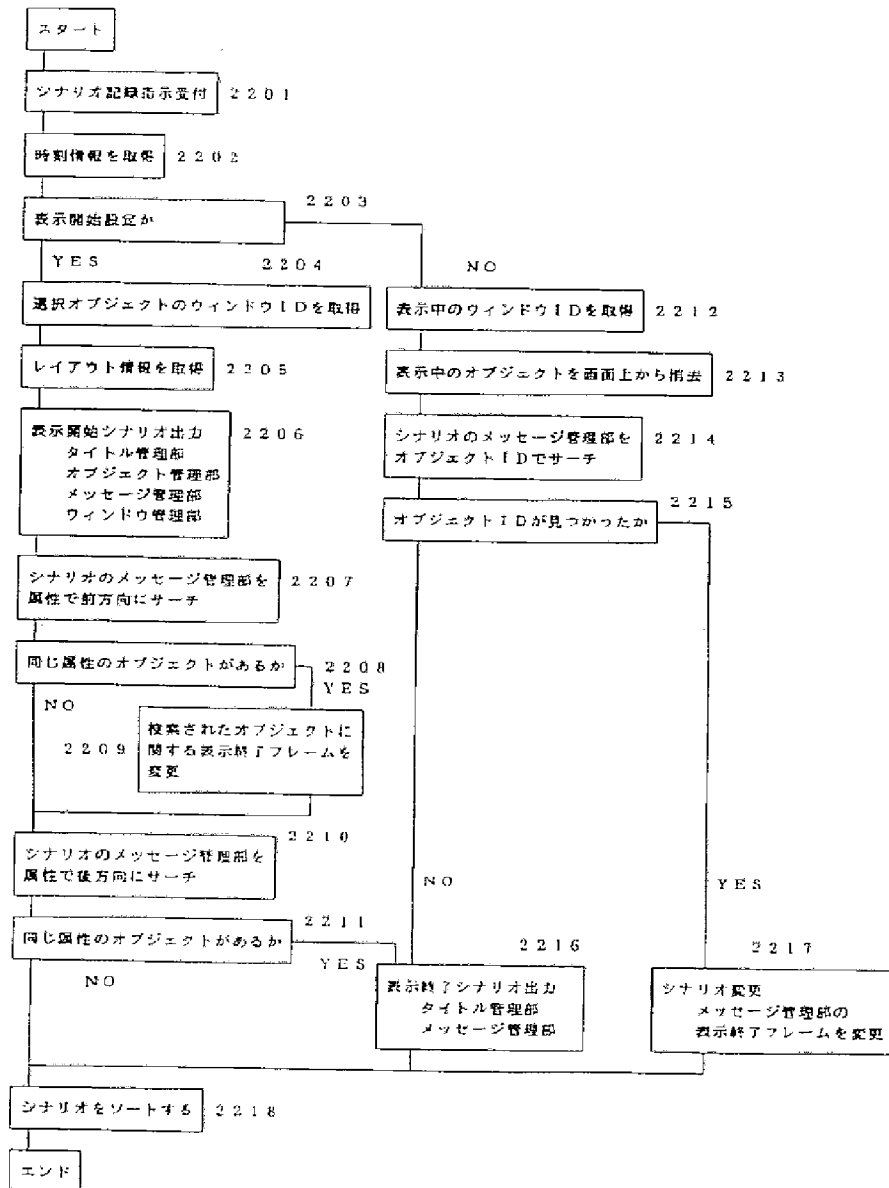 スタート
シナリオ記録指示受付 2201
時刻情報を取得 2202
2203
表示開始設定か
YES
2204
NO
選択オブジェクトのウィンドウIDを取得
表示中のウィンドウIDを取得 2212
レイアウト情報を取得 2205
表示中のオブジェクトを画面上から消去 2213
表示開始シナリオ出力 2206
タイトル管理部
オブジェクト管理部
メッセージ管理部
ウィンドウ管理部
シナリオのメッセージ管理部を 2214
オブジェクトIDでサーチ
2215
オブジェクトIDが見つかったか
シナリオのメッセージ管理部を 2207
属性で前方向にサーチ
同じ属性のオブジェクトがあるか 2208
YES
NO
2209
検索されたオブジェクトに
関する表示終了フレームを
変更
2210
シナリオのメッセージ管理部を
属性で後方向にサーチ
NO
YES
2211
同じ属性のオブジェクトがあるか
YES
NO
2216
表示終了シナリオ出力
タイトル管理部
メッセージ管理部
2217
シナリオ変更
メッセージ管理部の
表示終了フレームを変更
シナリオをソートする 2218
エンド